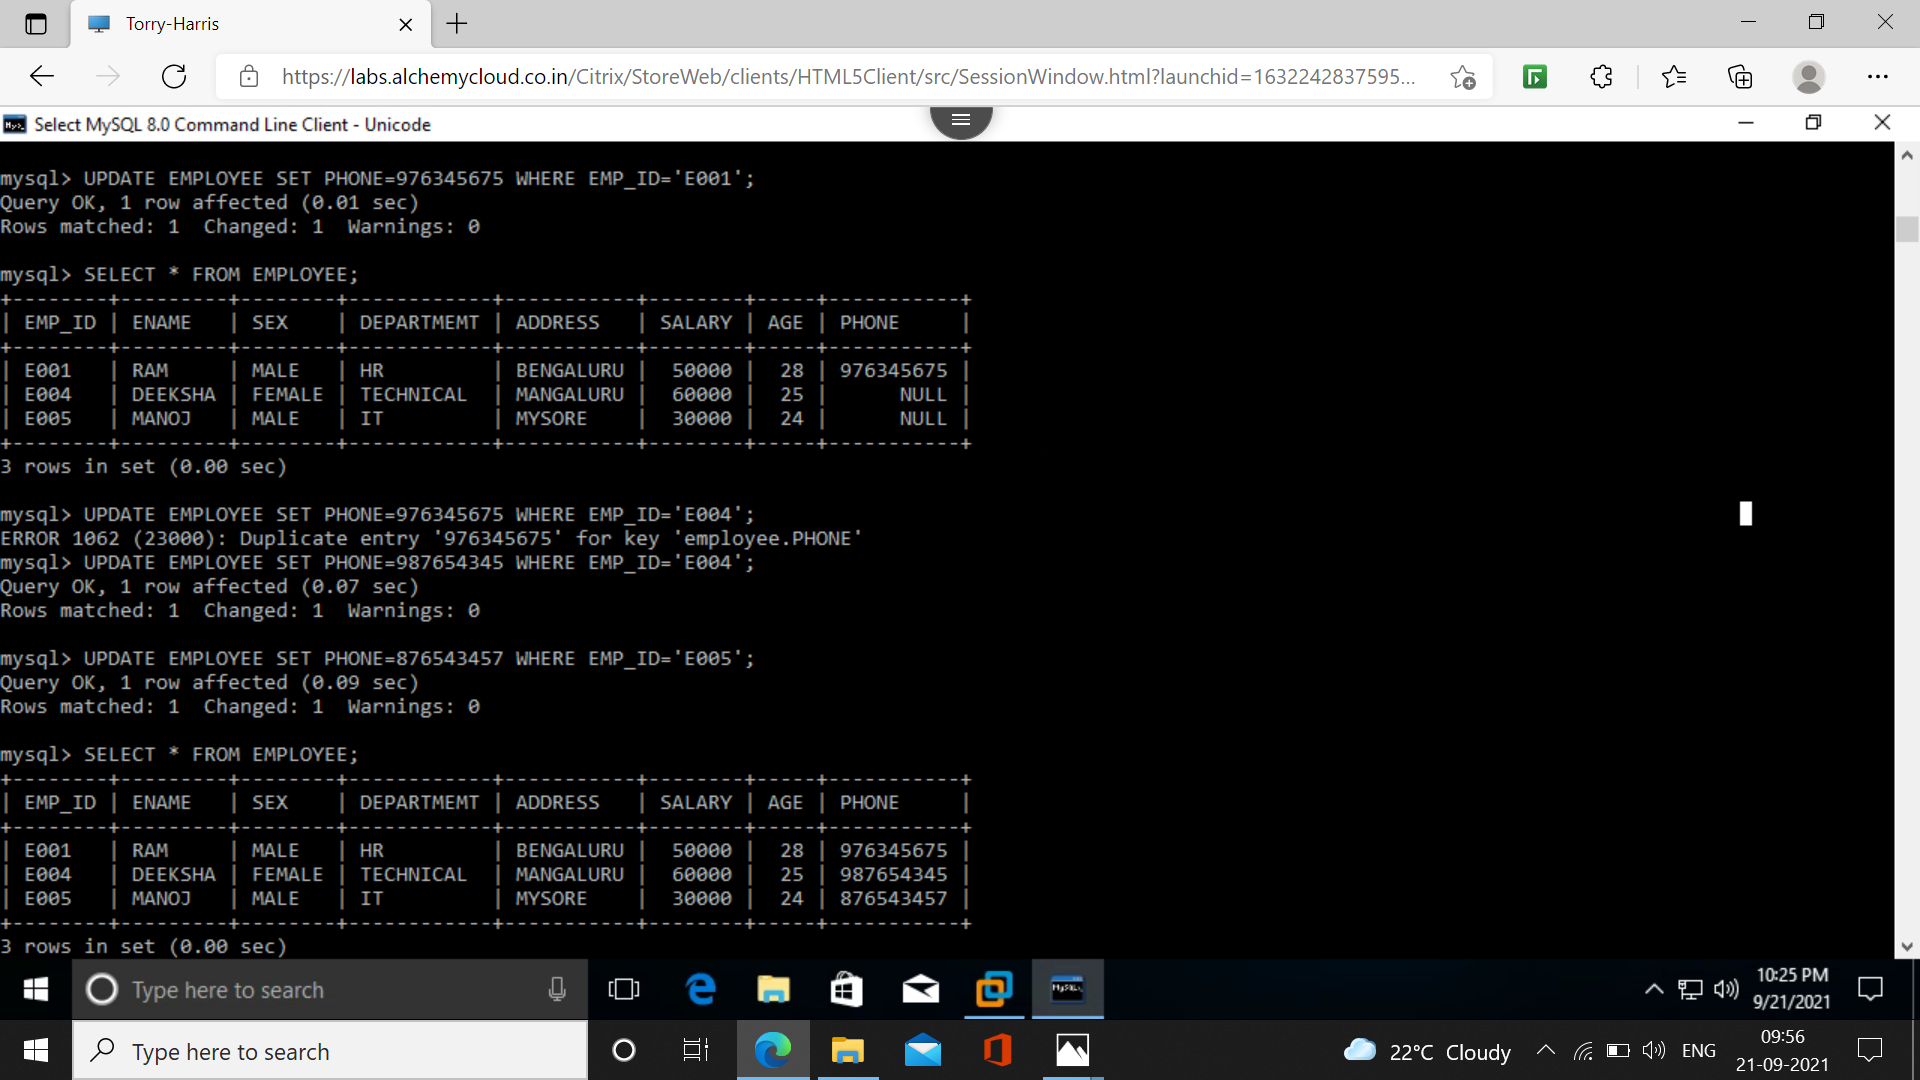 Torry-Harris
https://labs.alchemycloud.co.in/Citrix/StoreWeb/clients/HTML5Client/src/SessionWindow.html?launchid=1632242837595...
Select MySQL 8.0 Command Line Client - Unicode
mysql> UPDATE EMPLOYEE SET PHONE=976345675 WHERE EMP_ID='E001';
Query OK, 1 row affected (0.01 sec)
Rows matched: 1  Changed: 1  Warnings: 0
mysql> SELECT * FROM EMPLOYEE;
+--------+---------+--------+------------+-----------+--------+-----+-----------+
| EMP_ID | ENAME   | SEX    | DEPARTMEMT | ADDRESS   | SALARY | AGE | PHONE     |
+--------+---------+--------+------------+-----------+--------+-----+-----------+
| E001   | RAM     | MALE   | HR         | BENGALURU |  50000 |  28 | 976345675 |
| E004   | DEEKSHA | FEMALE | TECHNICAL  | MANGALURU |  60000 |  25 |      NULL |
| E005   | MANOJ   | MALE   | IT         | MYSORE    |  30000 |  24 |      NULL |
+--------+---------+--------+------------+-----------+--------+-----+-----------+
3 rows in set (0.00 sec)
mysql> UPDATE EMPLOYEE SET PHONE=976345675 WHERE EMP_ID='E004';
ERROR 1062 (23000): Duplicate entry '976345675' for key 'employee.PHONE'
mysql> UPDATE EMPLOYEE SET PHONE=987654345 WHERE EMP_ID='E004';
Query OK, 1 row affected (0.07 sec)
Rows matched: 1  Changed: 1  Warnings: 0
mysql> UPDATE EMPLOYEE SET PHONE=876543457 WHERE EMP_ID='E005';
Query OK, 1 row affected (0.09 sec)
Rows matched: 1  Changed: 1  Warnings: 0
mysql> SELECT * FROM EMPLOYEE;
+--------+---------+--------+------------+-----------+--------+-----+-----------+
| EMP_ID | ENAME   | SEX    | DEPARTMEMT | ADDRESS   | SALARY | AGE | PHONE     |
+--------+---------+--------+------------+-----------+--------+-----+-----------+
| E001   | RAM     | MALE   | HR         | BENGALURU |  50000 |  28 | 976345675 |
| E004   | DEEKSHA | FEMALE | TECHNICAL  | MANGALURU |  60000 |  25 | 987654345 |
| E005   | MANOJ   | MALE   | IT         | MYSORE    |  30000 |  24 | 876543457 |
+--------+---------+--------+------------+-----------+--------+-----+-----------+
3 rows in set (0.00 sec)
Type here to search
10:25 PM
9/21/2021
Type here to search
22°C Cloudy
ENG
09:56
21-09-2021